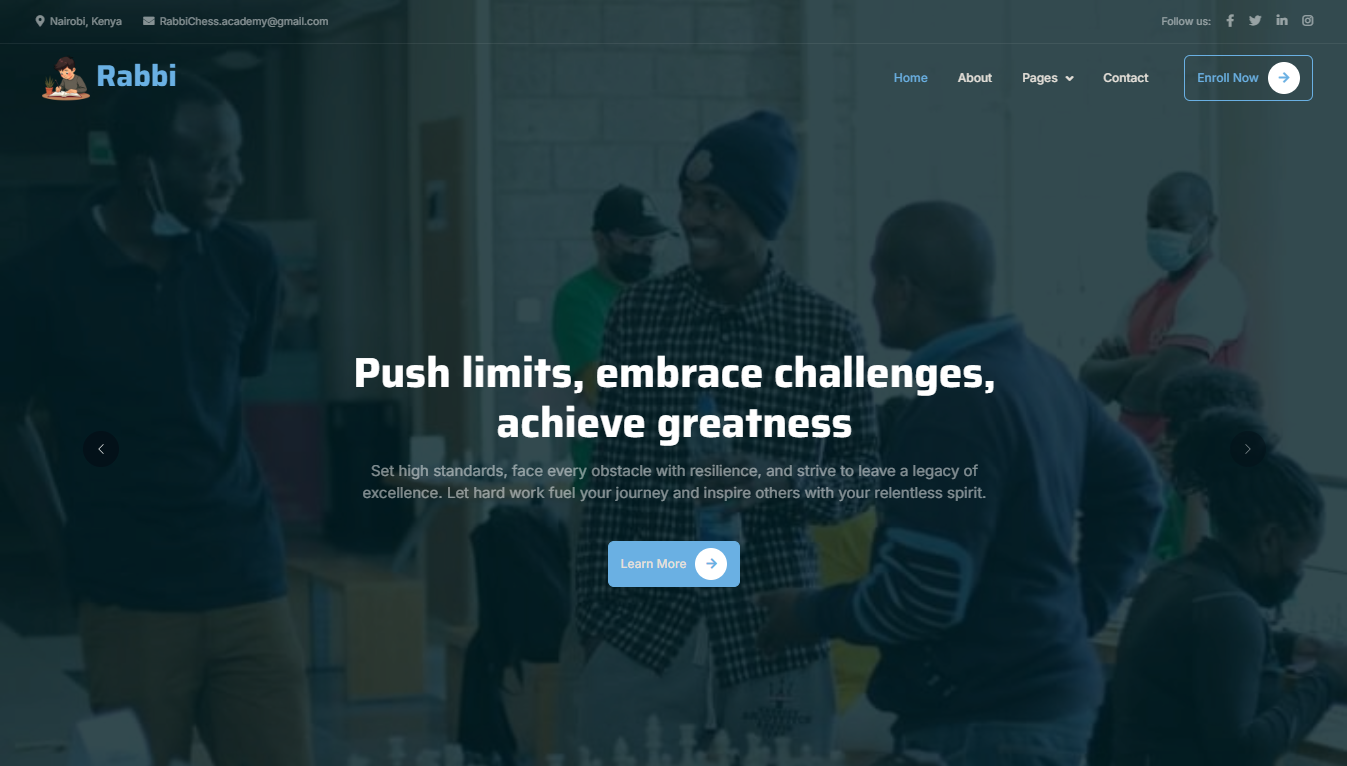 Nairobi, Kenya
RabbiChess.academy@gmail.com
Follow us:
Rabbi
Home
About
Pages
Contact
Enroll Now
Push limits, embrace challenges,
achieve greatness
Set high standards, face every obstacle with resilience, and strive to leave a legacy of
excellence. Let hard work fuel your journey and inspire others with your relentless spirit.
Learn More